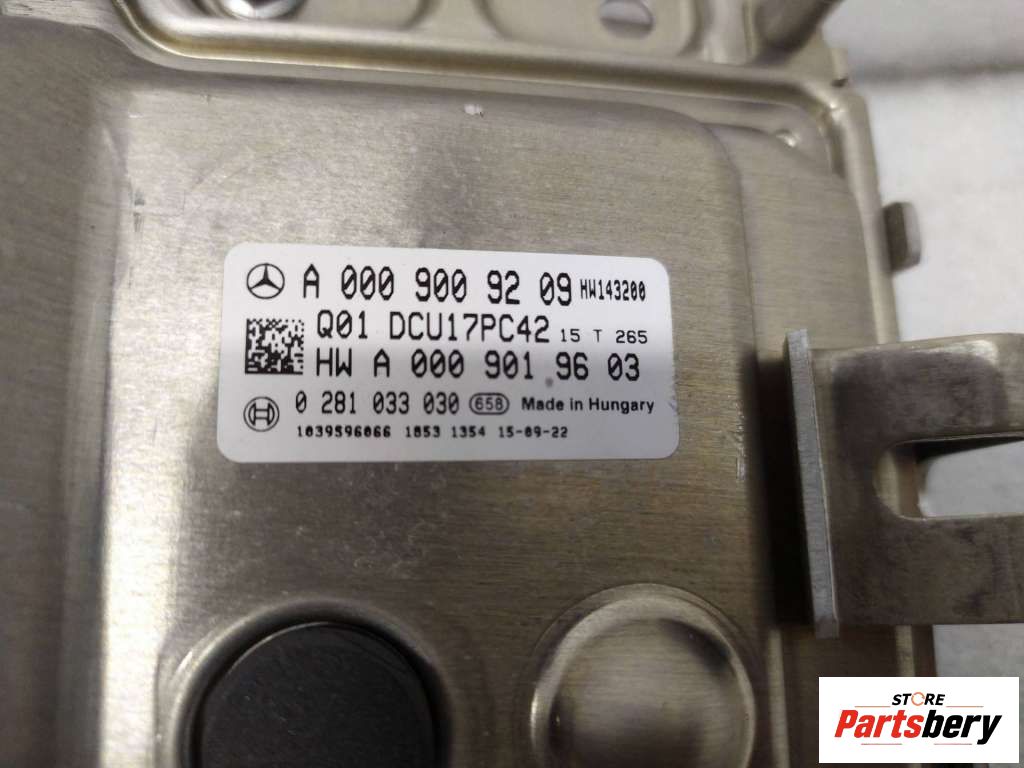 A 000 900 92 09 HW143200
Q01 DCU17PC42 15 T 265
HW A 000 901 96 03
0 281 033 030 658 Made in Hungary
1039596066 1853 1354 15-09-22
STORE
Partsbery